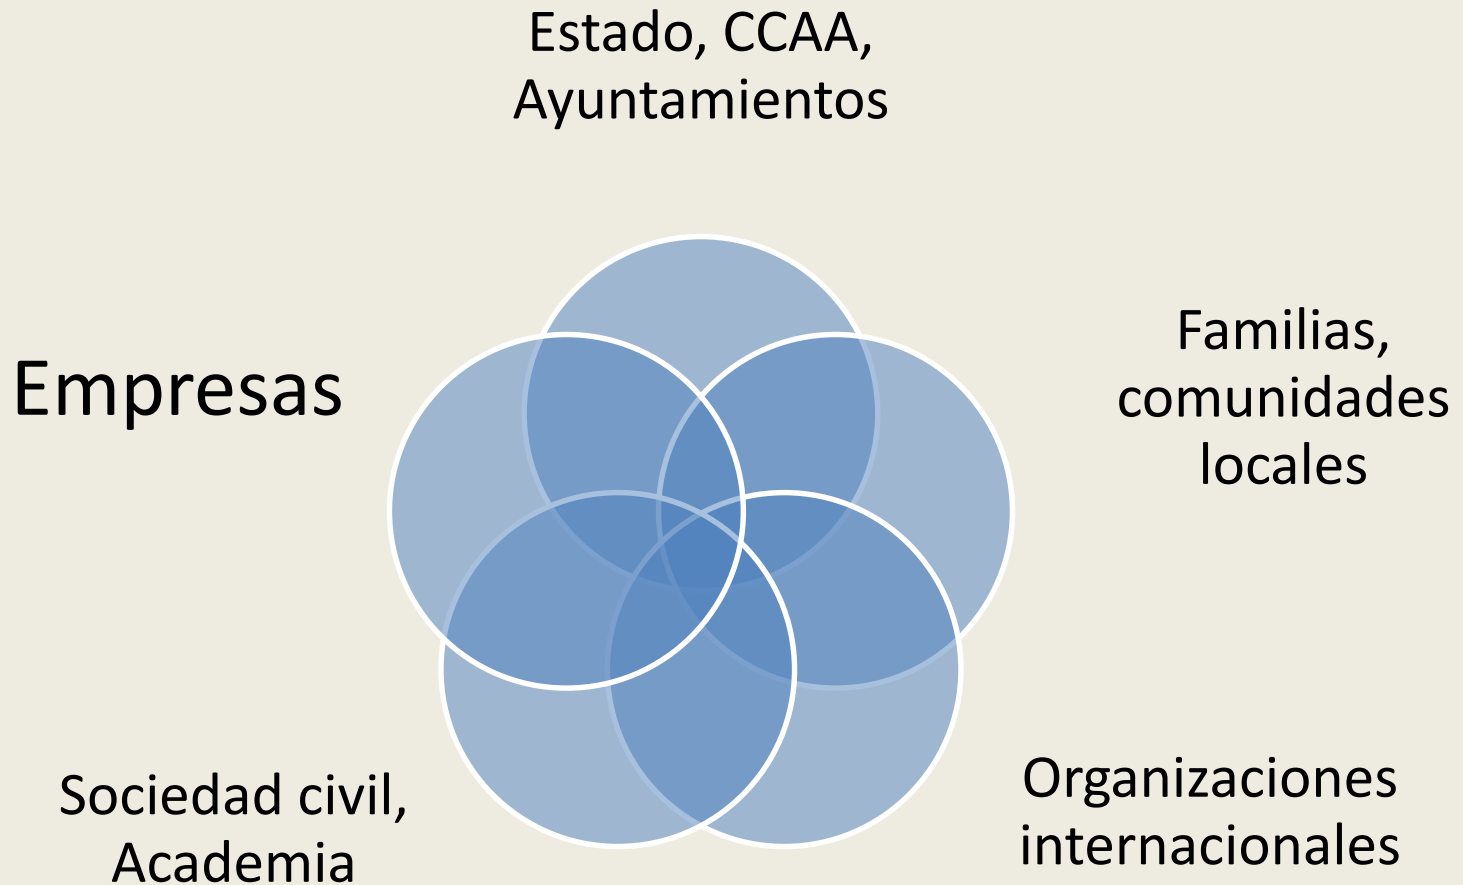 Estado, CCAA,
Ayuntamientos
Familias,
comunidades
locales
Organizaciones
internacionales
Sociedad civil,
Academia
Empresas